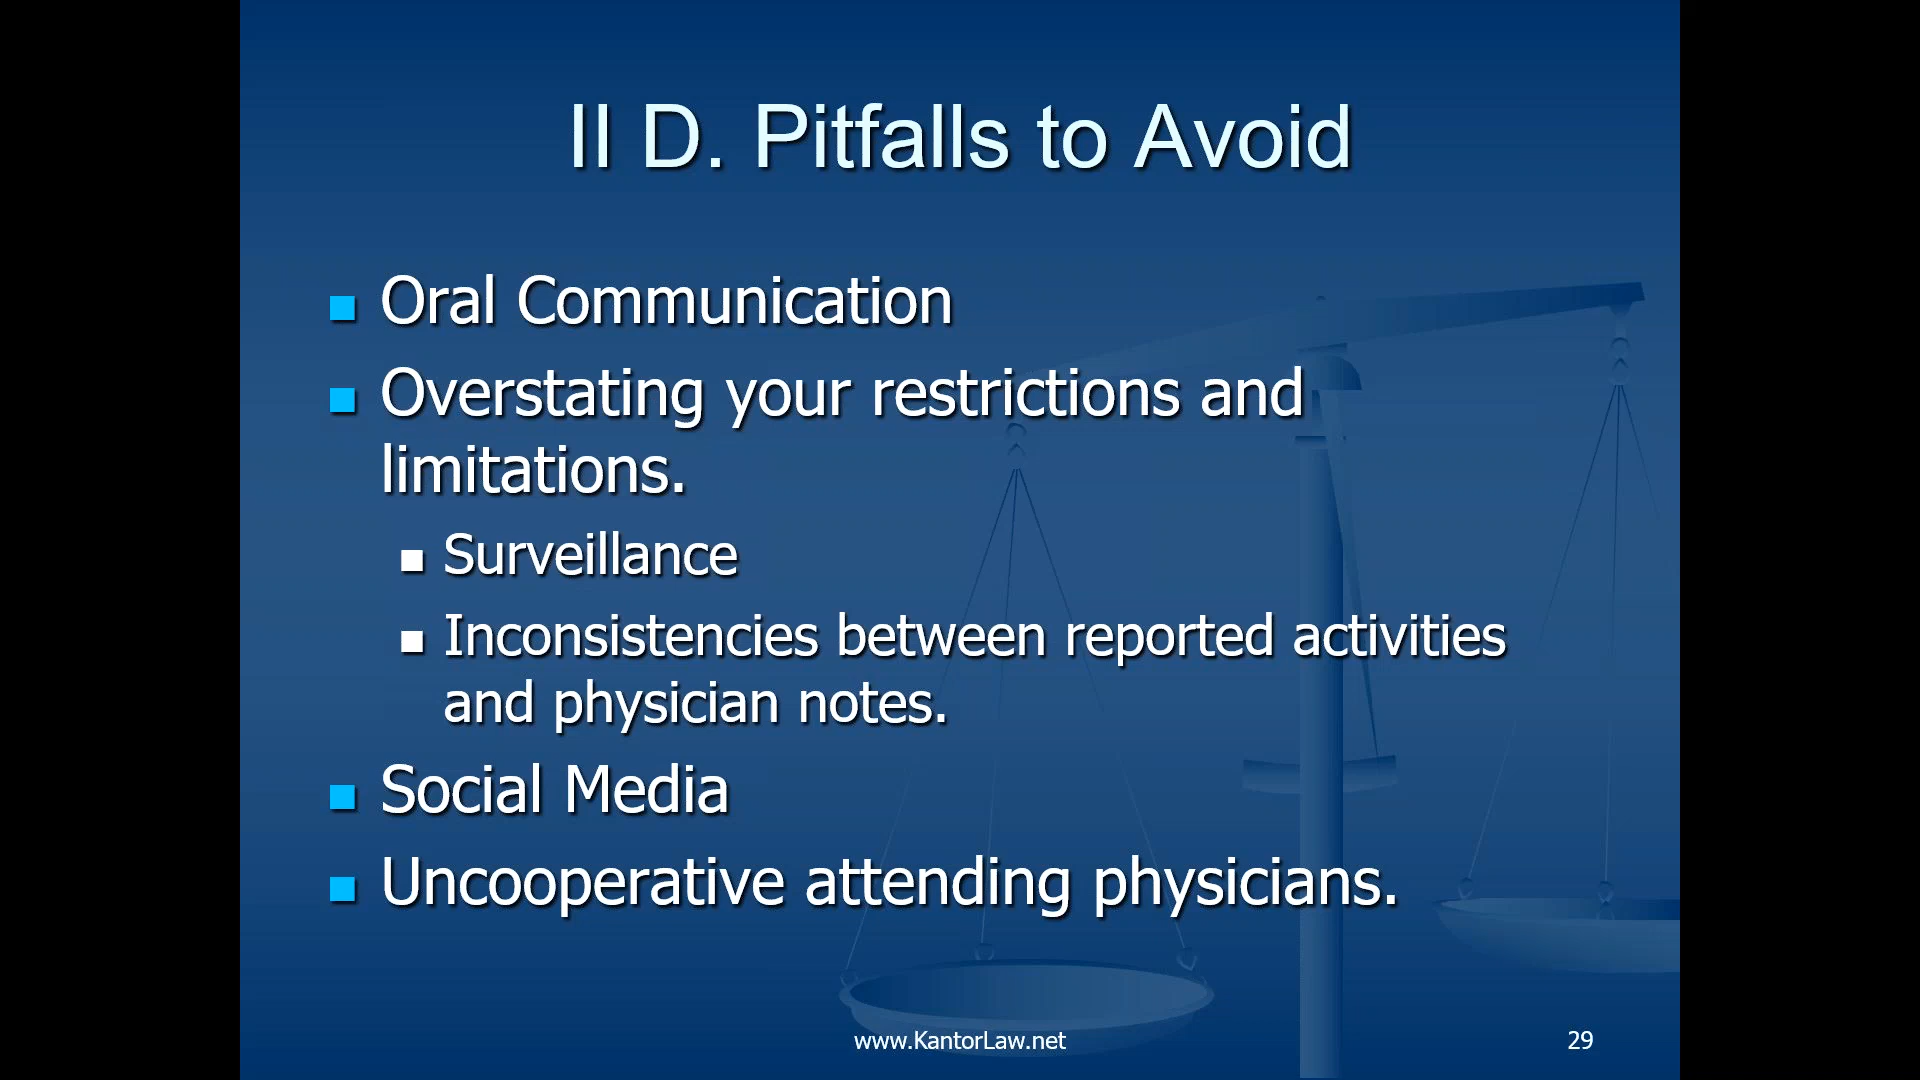 II D. Pitfalls to Avoid
Oral Communication
Overstating your restrictions and
limitations.
Surveillance
Inconsistencies between reported activities
and physician notes.
Social Media
Uncooperative attending physicians.
www.KantorLaw.net
29